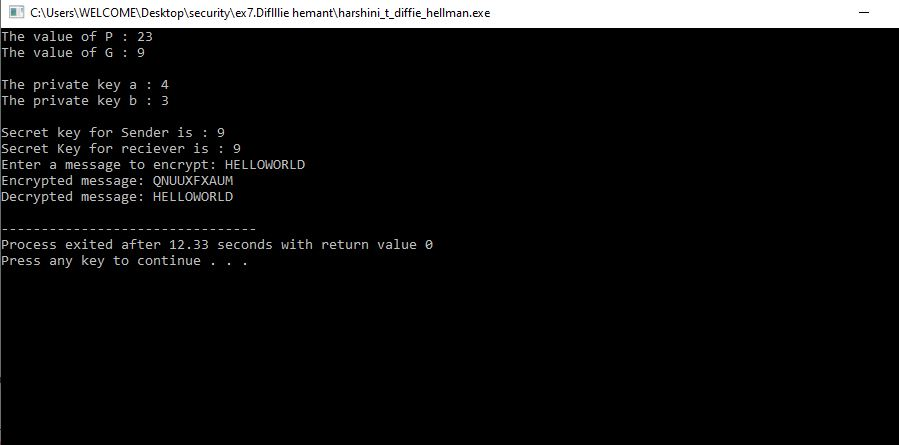 C:\Users\WELCOME\Desktop\security\ex7.DifIllie hemant\harshini_t_diffie_hellman.exe
The value of P : 23
The value of G : 9
The private key a : 4
The private key b : 3
Secret key for Sender is : 9
Secret Key for reciever is : 9
Enter a message to encrypt: HELLOWORLD
Encrypted message: QNUUXFXAUM
Decrypted message: HELLOWORLD
--------------------------------
Process exited after 12.33 seconds with return value 0
Press any key to continue . . .